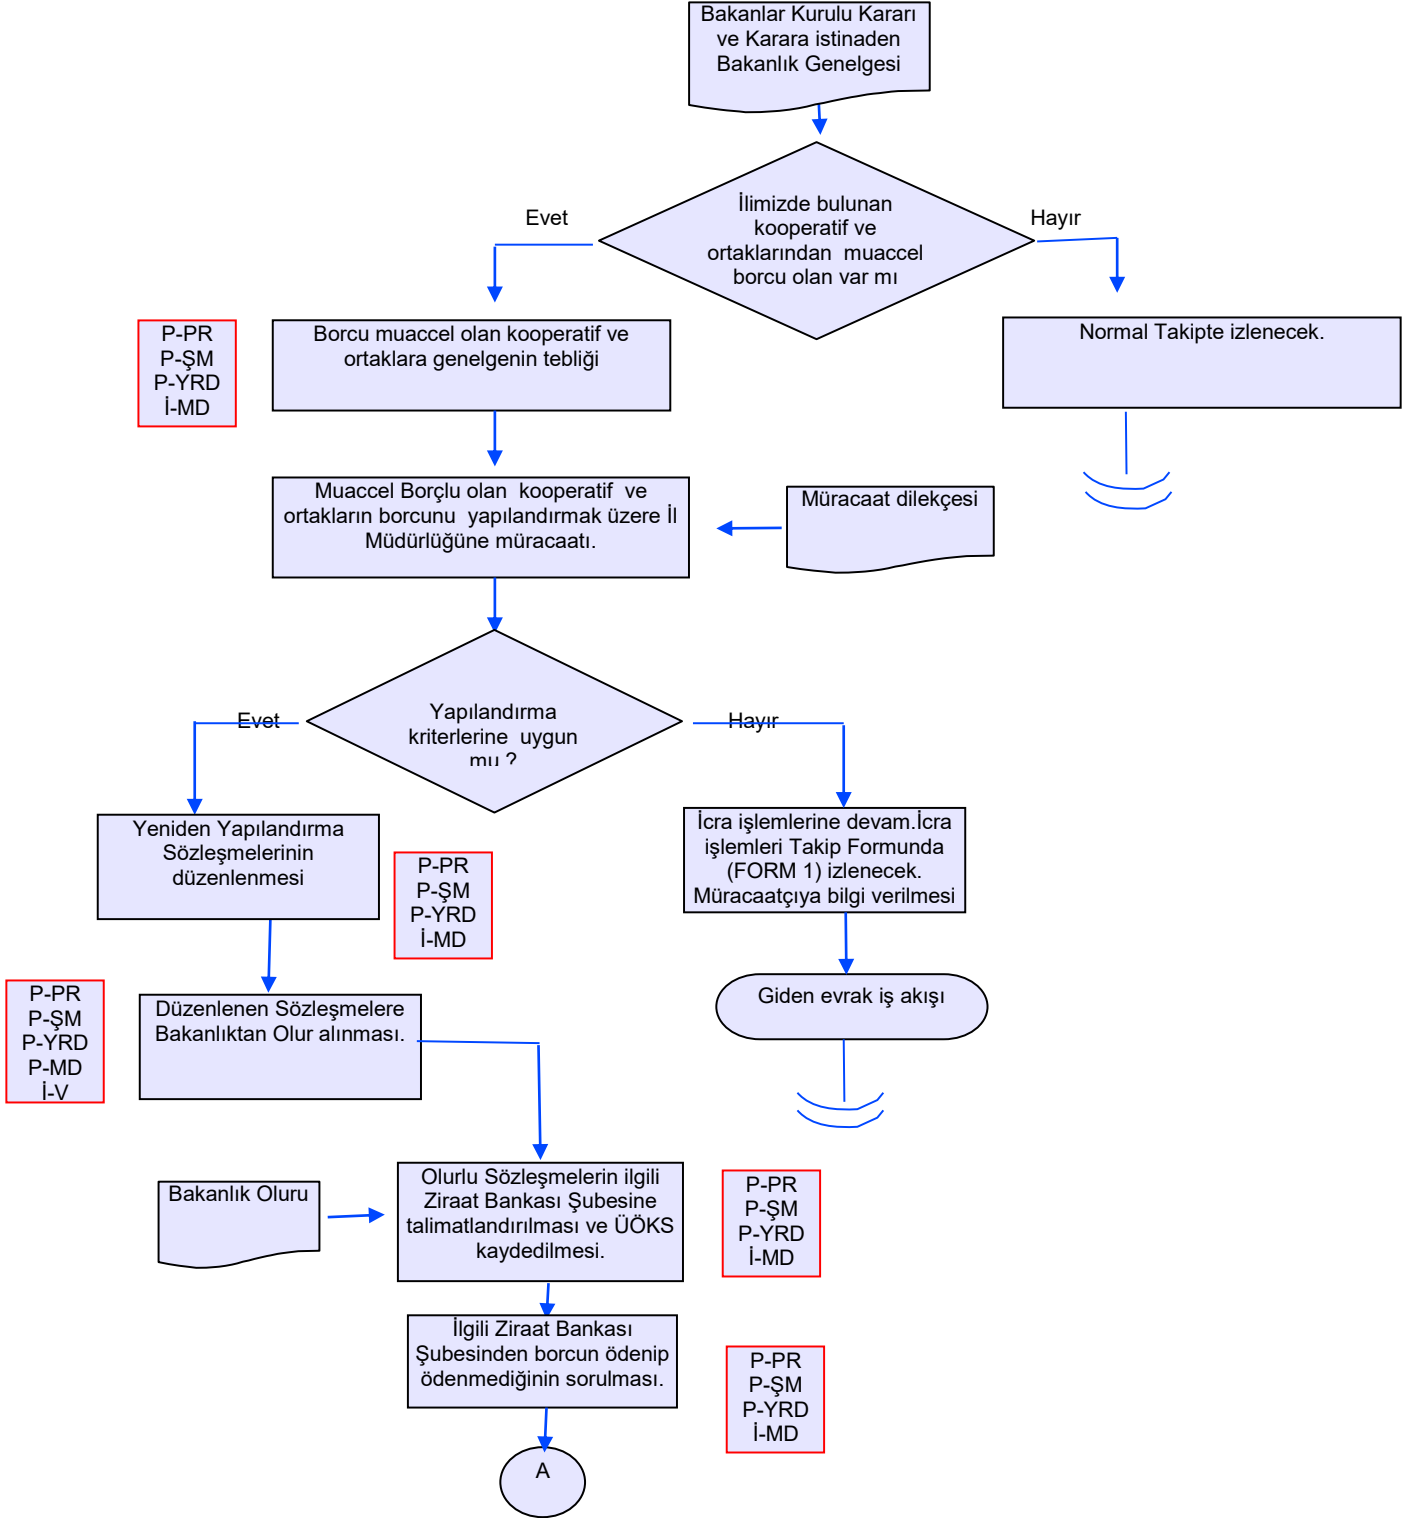 Bakanlar Kurulu Kararı
ve Karara istinaden
Bakanlık Genelgesi
İlimizde bulunan
kooperatif ve
ortaklarından muaccel
borcu olan var mı
Evet
Hayır
P-PR
P-ŞM
P-YRD
İ-MD
Borcu muaccel olan kooperatif ve
ortaklara genelgenin tebliği
Normal Takipte izlenecek.
Muaccel Borçlu olan kooperatif ve
ortakların borcunu yapılandırmak üzere İl
Müdürlüğüne müracaatı.
Müracaat dilekçesi
Yapılandırma
kriterlerine uygun
mu ?
Evet
Hayır
Yeniden Yapılandırma
Sözleşmelerinin
düzenlenmesi
P-PR
P-ŞM
P-YRD
İ-MD
İcra işlemlerine devam.İcra
işlemleri Takip Formunda
(FORM 1) izlenecek.
Müracaatçıya bilgi verilmesi
P-PR
P-ŞM
P-YRD
P-MD
İ-V
Düzenlenen Sözleşmelere
Bakanlıktan Olur alınması.
Giden evrak iş akışı
Bakanlık Oluru
Olurlu Sözleşmelerin ilgili
Ziraat Bankası Şubesine
talimatlandırılması ve ÜÖKS
kaydedilmesi.
P-PR
P-ŞM
P-YRD
İ-MD
İlgili Ziraat Bankası
Şubesinden borcun ödenip
ödenmediğinin sorulması.
P-PR
P-ŞM
P-YRD
İ-MD
A